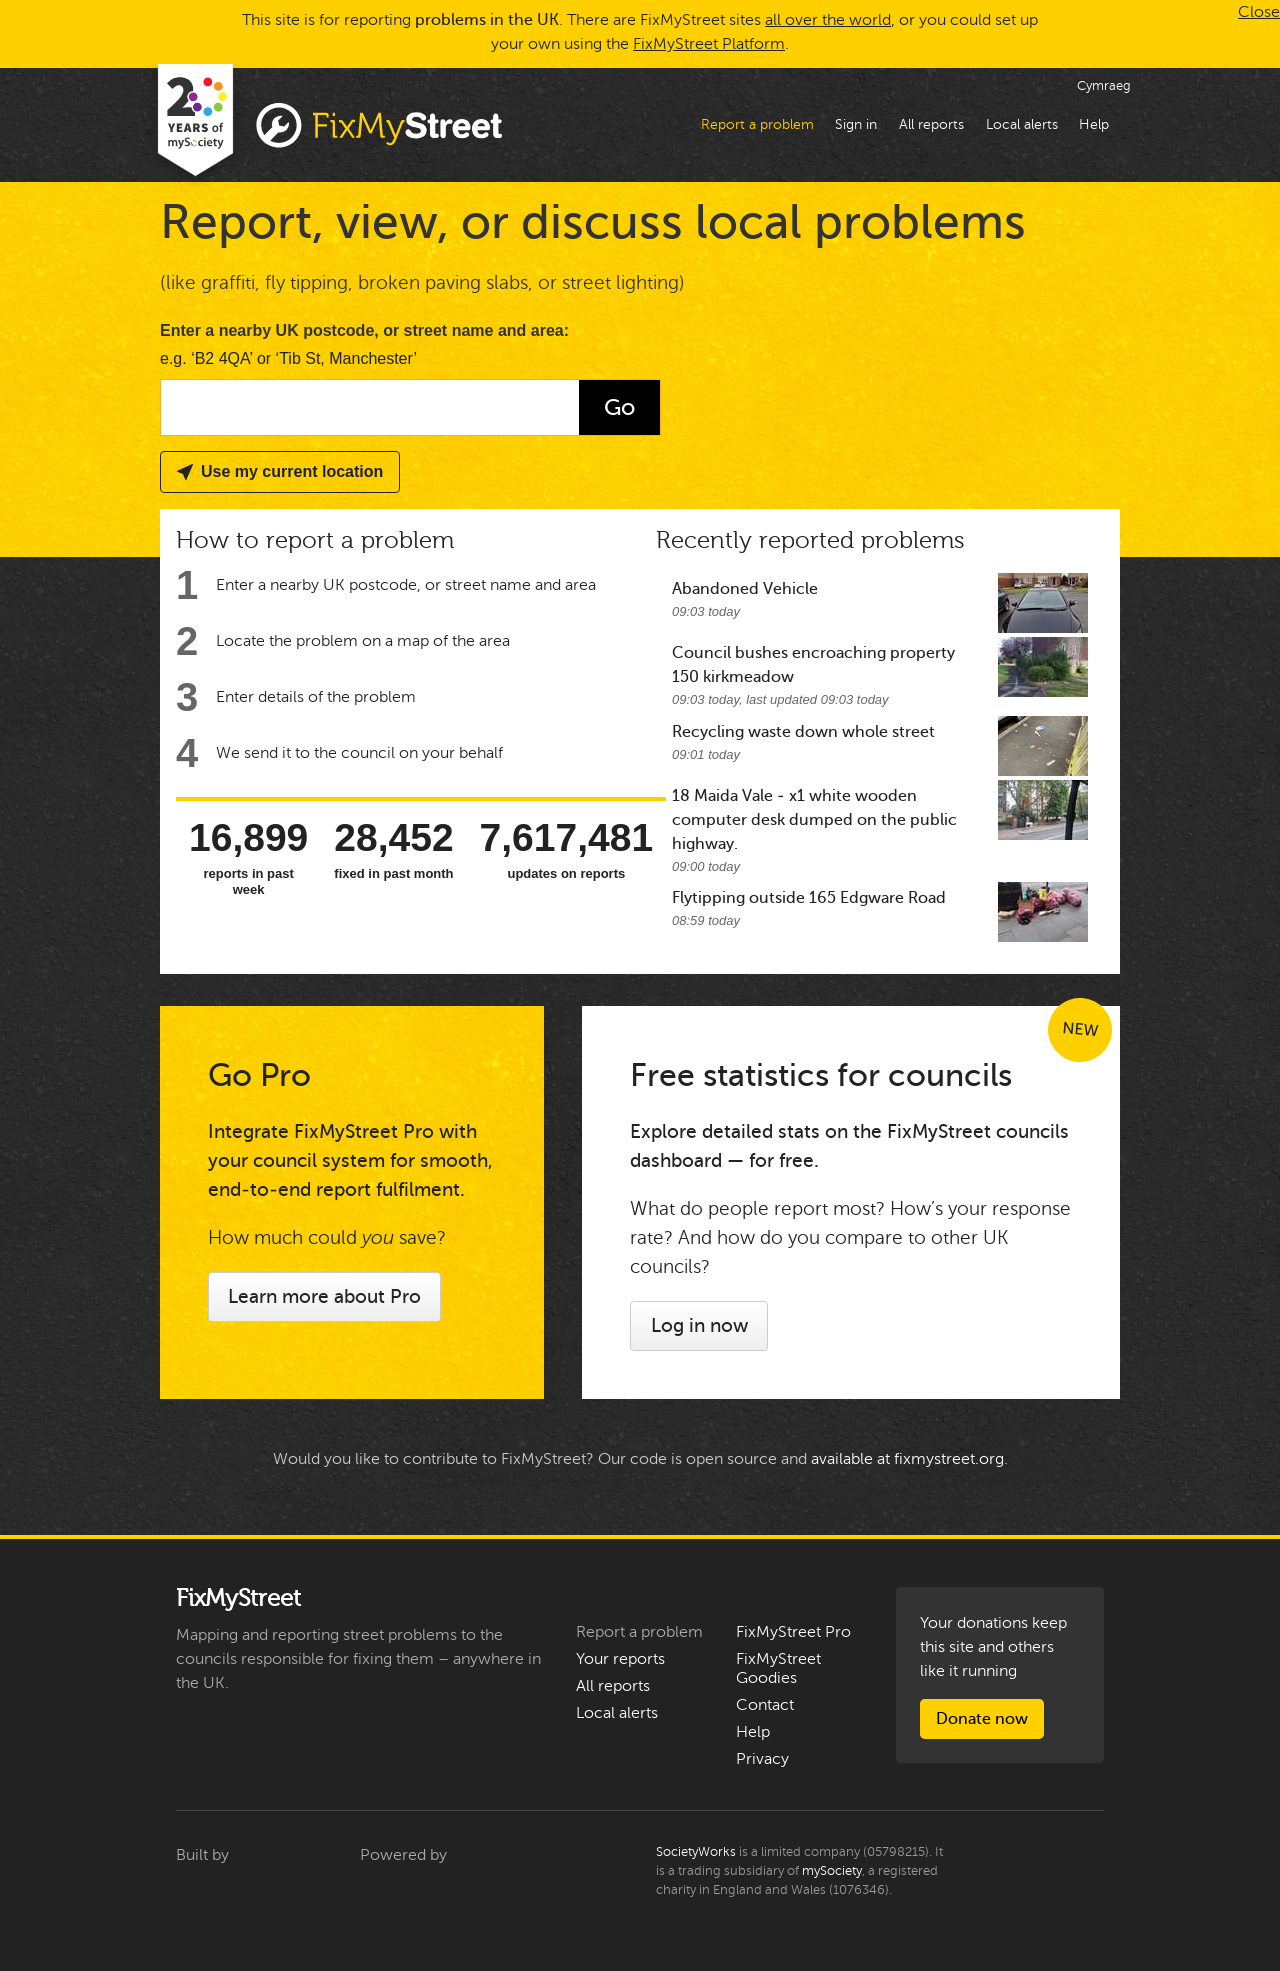 This site is for reporting problems in the UK. There are FixMyStreet sites all over the world, or you could set up
your own using the FixMyStreet Platform.
Close
20
YEARS of
mySociety
FixMyStreet
Cymraeg
Report a problem
Sign in
All reports
Local alerts
Help
Report, view, or discuss local problems
(like graffiti, fly tipping, broken paving slabs, or street lighting)
Enter a nearby UK postcode, or street name and area:
e.g. ‘B2 4QA’ or ‘Tib St, Manchester’
Go
Use my current location
How to report a problem
1 Enter a nearby UK postcode, or street name and area
2 Locate the problem on a map of the area
3 Enter details of the problem
4 We send it to the council on your behalf
16,899
reports in past
week
28,452
fixed in past month
7,617,481
updates on reports
Recently reported problems
Abandoned Vehicle
09:03 today
Council bushes encroaching property
150 kirkmeadow
09:03 today, last updated 09:03 today
Recycling waste down whole street
09:01 today
18 Maida Vale - x1 white wooden
computer desk dumped on the public
highway.
09:00 today
Flytipping outside 165 Edgware Road
08:59 today
Go Pro
Integrate FixMyStreet Pro with
your council system for smooth,
end-to-end report fulfilment.
How much could you save?
Learn more about Pro
NEW
Free statistics for councils
Explore detailed stats on the FixMyStreet councils
dashboard — for free.
What do people report most? How’s your response
rate? And how do you compare to other UK
councils?
Log in now
Would you like to contribute to FixMyStreet? Our code is open source and available at fixmystreet.org.
FixMyStreet
Mapping and reporting street problems to the
councils responsible for fixing them – anywhere in
the UK.
Report a problem
Your reports
All reports
Local alerts
FixMyStreet Pro
FixMyStreet
Goodies
Contact
Help
Privacy
Your donations keep
this site and others
like it running
Donate now
Built by
Powered by
SocietyWorks is a limited company (05798215). It
is a trading subsidiary of mySociety, a registered
charity in England and Wales (1076346).